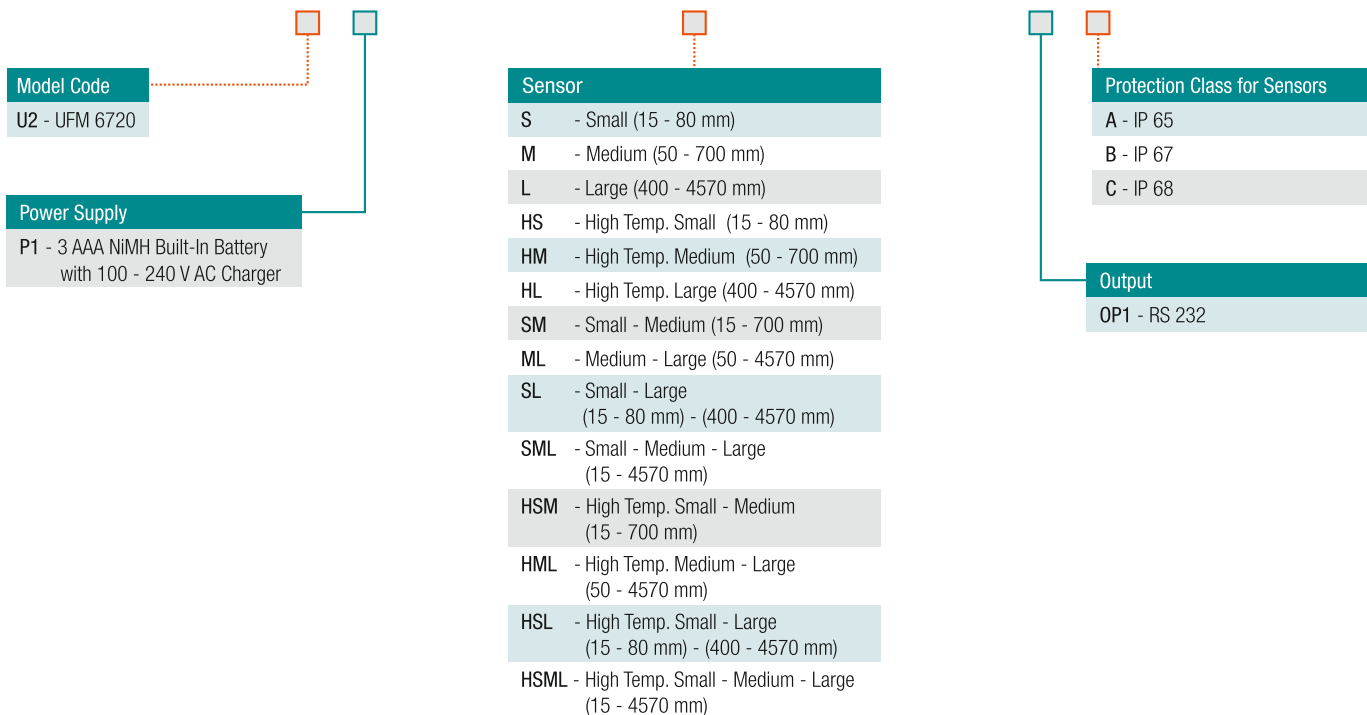 Model Code
U2 - UFM 6720
Power Supply
P1 - 3 AAA NiMH Built-In Battery
with 100 - 240 V AC Charger
Sensor
S - Small (15 - 80 mm)
M - Medium (50 - 700 mm)
L - Large (400 - 4570 mm)
HS - High Temp. Small (15 - 80 mm)
HM - High Temp. Medium (50 - 700 mm)
HL - High Temp. Large (400 - 4570 mm)
SM - Small - Medium (15 - 700 mm)
ML - Medium - Large (50 - 4570 mm)
SL - Small - Large
(15 - 80 mm) - (400 - 4570 mm)
SML - Small - Medium - Large
(15 - 4570 mm)
HSM - High Temp. Small - Medium
(15 - 700 mm)
HML - High Temp. Medium - Large
(50 - 4570 mm)
HSL - High Temp. Small - Large
(15 - 80 mm) - (400 - 4570 mm)
HSML - High Temp. Small - Medium - Large
(15 - 4570 mm)
Protection Class for Sensors
A - IP 65
B - IP 67
C - IP 68
Output
OP1 - RS 232